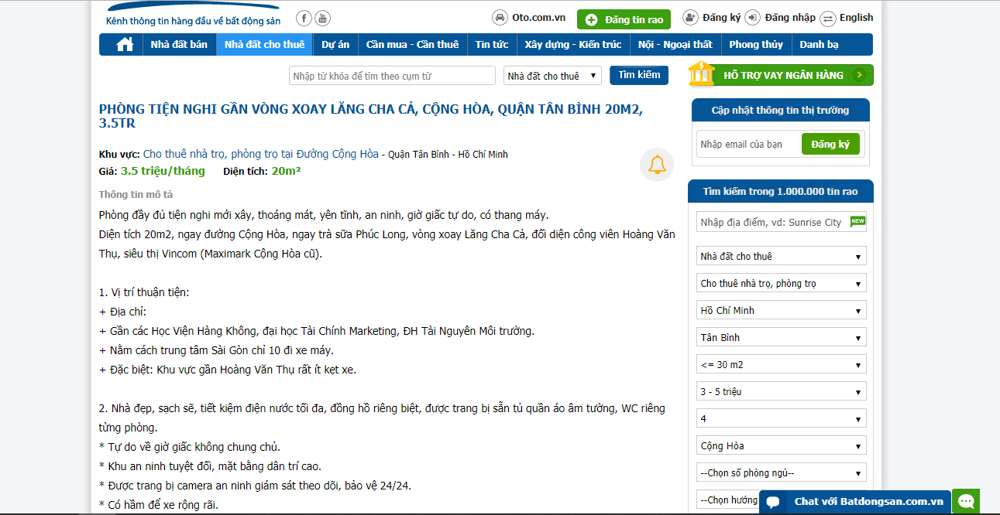 Kênh thông tin hàng đầu về bất động sản
Oto.com.vn
Đăng tin rao
Đăng ký
Đăng nhập
English
Nhà đất bán
Nhà đất cho thuê
Dự án
Cần mua - Cần thuê
Tin tức
Xây dựng - Kiến trúc
Nội - Ngoại thất
Phong thủy
Danh bạ
Nhập từ khóa để tìm theo cụm từ
Nhà đất cho thuê
Tìm kiếm
HỖ TRỢ VAY NGÂN HÀNG
PHÒNG TIỆN NGHI GẦN VÒNG XOAY LĂNG CHA CẢ, CỘNG HÒA, QUẬN TÂN BÌNH 20M2,
3.5TR
Khu vực: Cho thuê nhà trọ, phòng trọ tại Đường Cộng Hòa - Quận Tân Bình - Hồ Chí Minh
Giá: 3.5 triệu/tháng Diện tích: 20m²
Thông tin mô tả
Phòng đầy đủ tiện nghi mới xây, thoáng mát, yên tĩnh, an ninh, giờ giấc tự do, có thang máy.
Diện tích 20m2, ngay đường Cộng Hòa, ngay trà sữa Phúc Long, vòng xoay Lăng Cha Cả, đối diện công viên Hoàng Văn
Thụ, siêu thị Vincom (Maximark Cộng Hòa cũ).
1. Vị trí thuận tiện:
+ Địa chỉ:
+ Gần các Học Viện Hàng Không, đại học Tài Chính Marketing, ĐH Tài Nguyên Môi trường.
+ Nằm cách trung tâm Sài Gòn chỉ 10 đi xe máy.
+ Đặc biệt: Khu vực gần Hoàng Văn Thụ rất ít kẹt xe.
2. Nhà đẹp, sạch sẽ, tiết kiệm điện nước tối đa, đồng hồ riêng biệt, được trang bị sẵn tủ quần áo âm tường, WC riêng
từng phòng.
* Tự do về giờ giấc không chung chủ.
* Khu an ninh tuyệt đối, mặt bằng dân trí cao.
* Được trang bị camera an ninh giám sát theo dõi, bảo vệ 24/24.
* Có hầm để xe rộng rãi.
Cập nhật thông tin thị trường
Nhập email của bạn
Đăng ký
Tìm kiếm trong 1.000.000 tin rao
Nhập địa điểm, vd: Sunrise City
NEW
Nhà đất cho thuê
Cho thuê nhà trọ, phòng trọ
Hồ Chí Minh
Tân Bình
<= 30 m2
3 - 5 triệu
4
Cộng Hòa
--Chọn số phòng ngủ--
--Chọn hướng
Chat với Batdongsan.com.vn